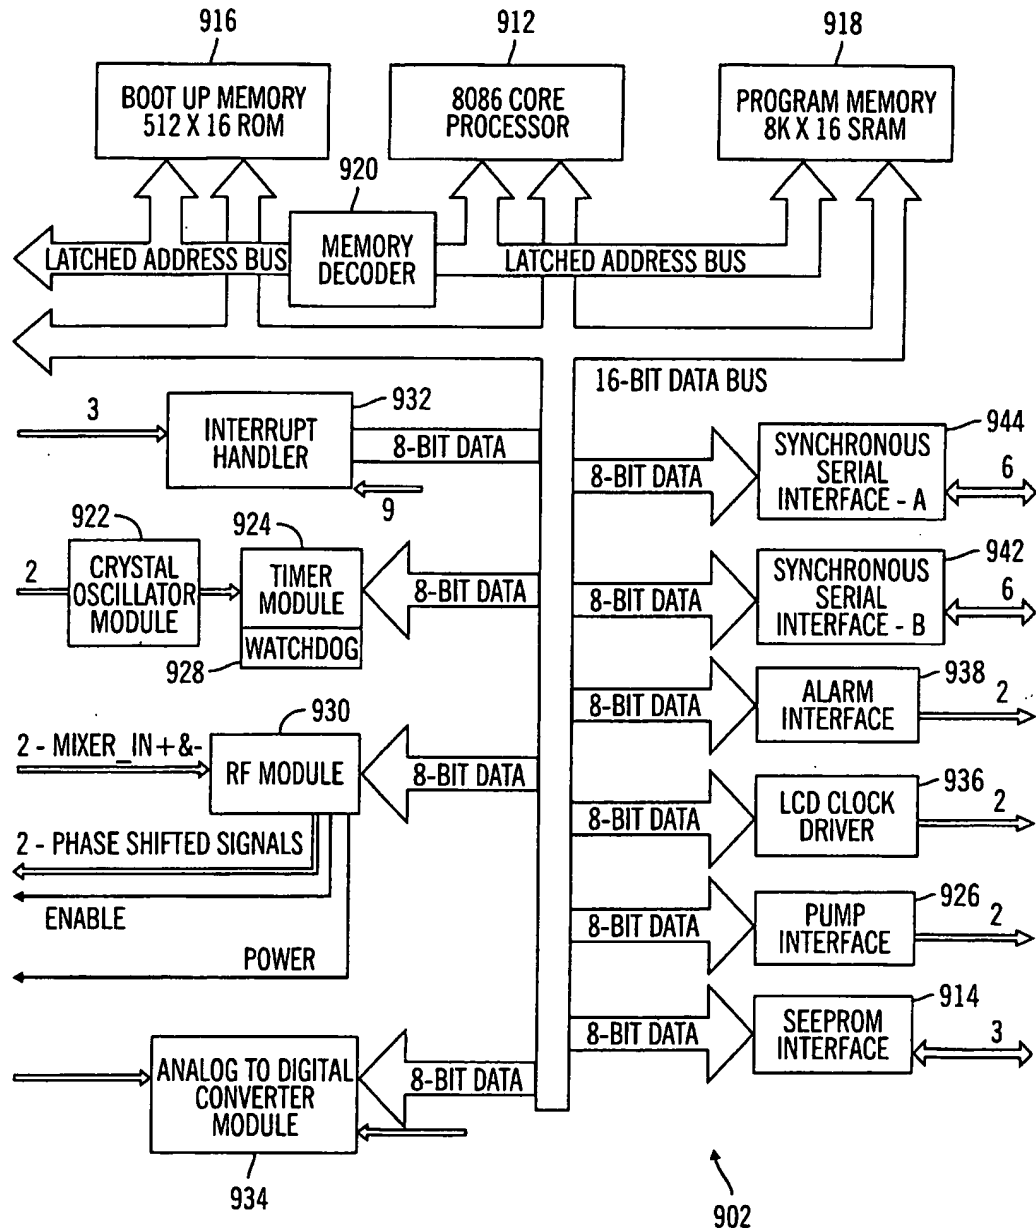 916
912
918
BOOT UP MEMORY
512 X 16 ROM
8086 CORE
PROCESSOR
PROGRAM MEMORY
8K X 16 SRAM
920
MEMORY
DECODER
LATCHED ADDRESS BUS
LATCHED ADDRESS BUS
16-BIT DATA BUS
3
932
INTERRUPT
HANDLER
8-BIT DATA
9
944
SYNCHRONOUS
SERIAL
INTERFACE - A
8-BIT DATA
6
922
924
2
CRYSTAL
OSCILLATOR
MODULE
TIMER
MODULE
WATCHDOG
928
8-BIT DATA
942
SYNCHRONOUS
SERIAL
INTERFACE - B
8-BIT DATA
6
938
ALARM
INTERFACE
8-BIT DATA
2
930
2 - MIXER_IN+&-
RF MODULE
8-BIT DATA
2 - PHASE SHIFTED SIGNALS
ENABLE
POWER
936
LCD CLOCK
DRIVER
8-BIT DATA
2
926
PUMP
INTERFACE
8-BIT DATA
2
914
SEEPROM
INTERFACE
8-BIT DATA
3
ANALOG TO DIGITAL
CONVERTER
MODULE
8-BIT DATA
934
902